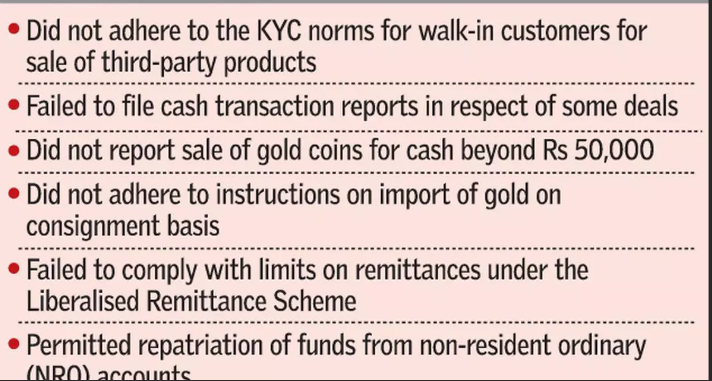 Did not adhere to the KYC norms for walk-in customers for
sale of third-party products
Failed to file cash transaction reports in respect of some deals
Did not report sale of gold coins for cash beyond Rs 50,000
Did not adhere to instructions on import of gold on
consignment basis
Failed to comply with limits on remittances under the
Liberalised Remittance Scheme
Permitted repatriation of funds from non-resident ordinary
(NRO) accounts